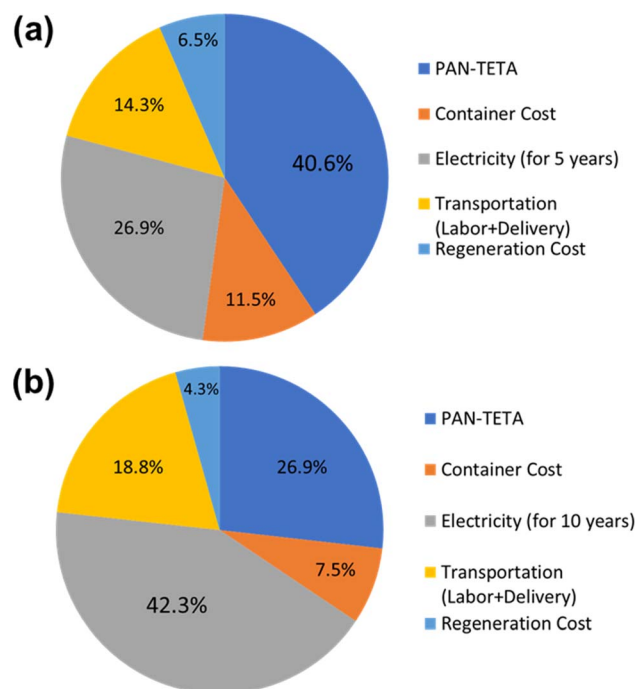 (a)
6.5%
14.3%
40.6%
26.9%
11.5%
PAN-TETA
Container Cost
Electricity (for 5 years)
Transportation
(Labor+Delivery)
Regeneration Cost
(b)
4.3%
18.8%
26.9%
7.5%
42.3%
PAN-TETA
Container Cost
Electricity (for 10 years)
Transportation
(Labor+Delivery)
Regeneration Cost